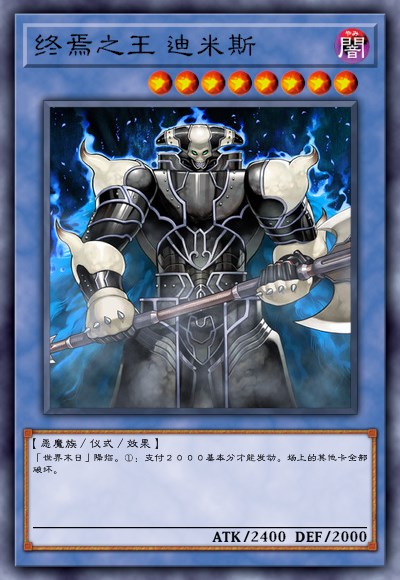 终焉之王 迪米斯
やみ
闇
【恶魔族／仪式／效果】
「世界末日」降临。①：支付２０００基本分才能发动。场上的其他卡全部
破坏。
ATK/2400 DEF/2000